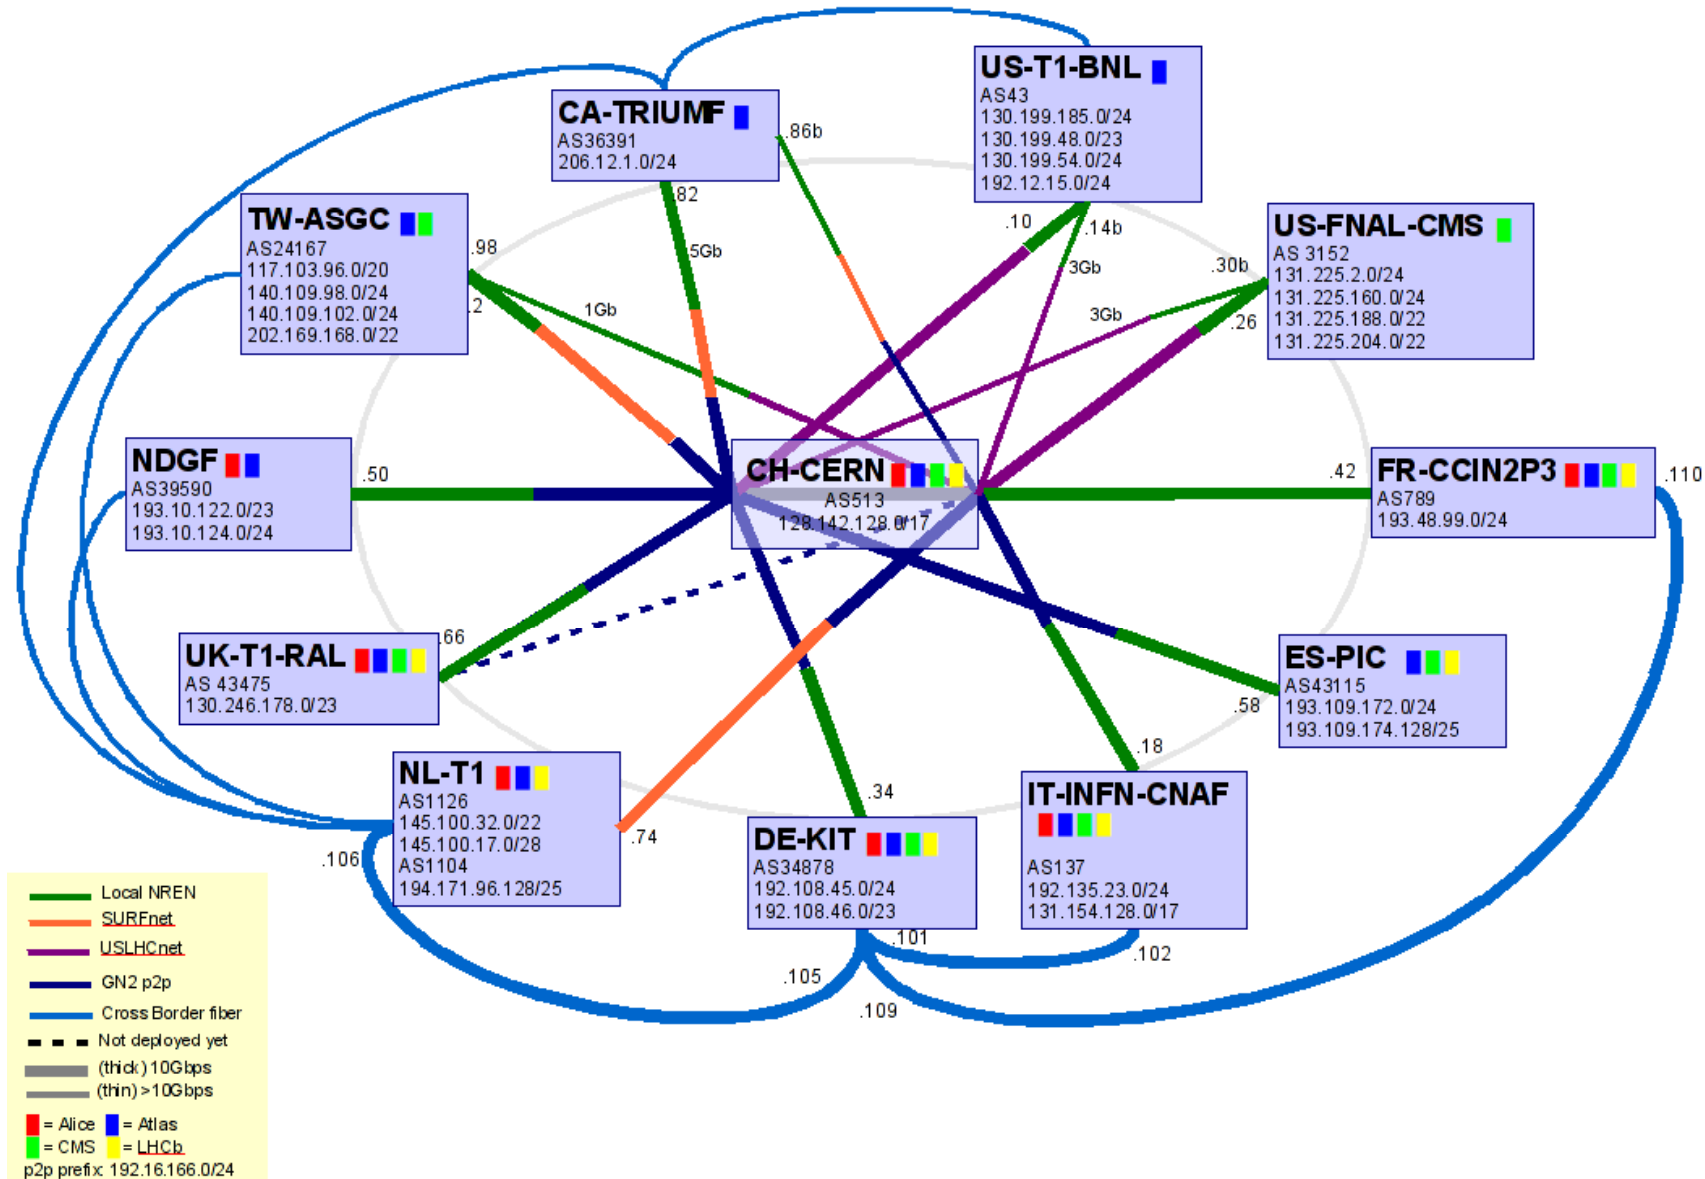 US-T1-BNL
AS43
130.199.185.0/24
130.199.48.0/23
130.199.54.0/24
192.12.15.0/24
CA-TRIUMF
AS36391
206.12.1.0/24
.86b
.82
5Gb
TW-ASGC
AS24167
117.103.96.0/20
140.109.98.0/24
140.109.102.0/24
202.169.168.0/22
.98
.2
1Gb
.10
.14b
3Gb
US-FNAL-CMS
AS 3152
131.225.2.0/24
131.225.160.0/24
131.225.188.0/22
131.225.204.0/22
.30b
.26
3Gb
NDGF
AS39590
193.10.122.0/23
193.10.124.0/24
.50
CH-CERN
AS513
128.142.128.0/17
.42
FR-CCIN2P3
AS789
193.48.99.0/24
.110
UK-T1-RAL
AS 43475
130.246.178.0/23
.66
ES-PIC
AS43115
193.109.172.0/24
193.109.174.128/25
.58
NL-T1
AS1126
145.100.32.0/22
145.100.17.0/28
AS1104
194.171.96.128/25
.106
.74
.34
DE-KIT
AS34878
192.108.45.0/24
192.108.46.0/23
.18
IT-INFN-CNAF
AS137
192.135.23.0/24
131.154.128.0/17
.101
.102
.105
.109
Local NREN
SURFnet
USLHCnet
GN2 p2p
Cross Border fiber
Not deployed yet
(thick) 10Gbps
(thin) >10Gbps
= Alice = Atlas
= CMS = LHCb
p2p prefix: 192.16.166.0/24